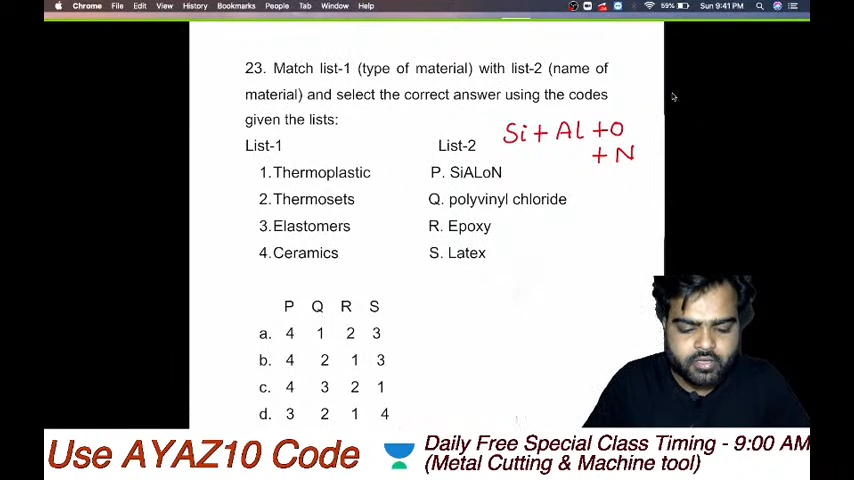 Chrome File Edit View History Bookmarks People Tab Window Help 59% Sun 9:41 PM
23. Match list-1 (type of material) with list-2 (name of
material) and select the correct answer using the codes
given the lists:
Si + Al + O
+ N
List-1 List-2
1.Thermoplastic P. SiALoN
2.Thermosets Q. polyvinyl chloride
3.Elastomers R. Epoxy
4.Ceramics S. Latex
P Q R S
a. 4 1 2 3
b. 4 2 1 3
c. 4 3 2 1
d. 3 2 1 4
Use AYAZ10 Code
Daily Free Special Class Timing - 9:00 AM
(Metal Cutting & Machine tool)